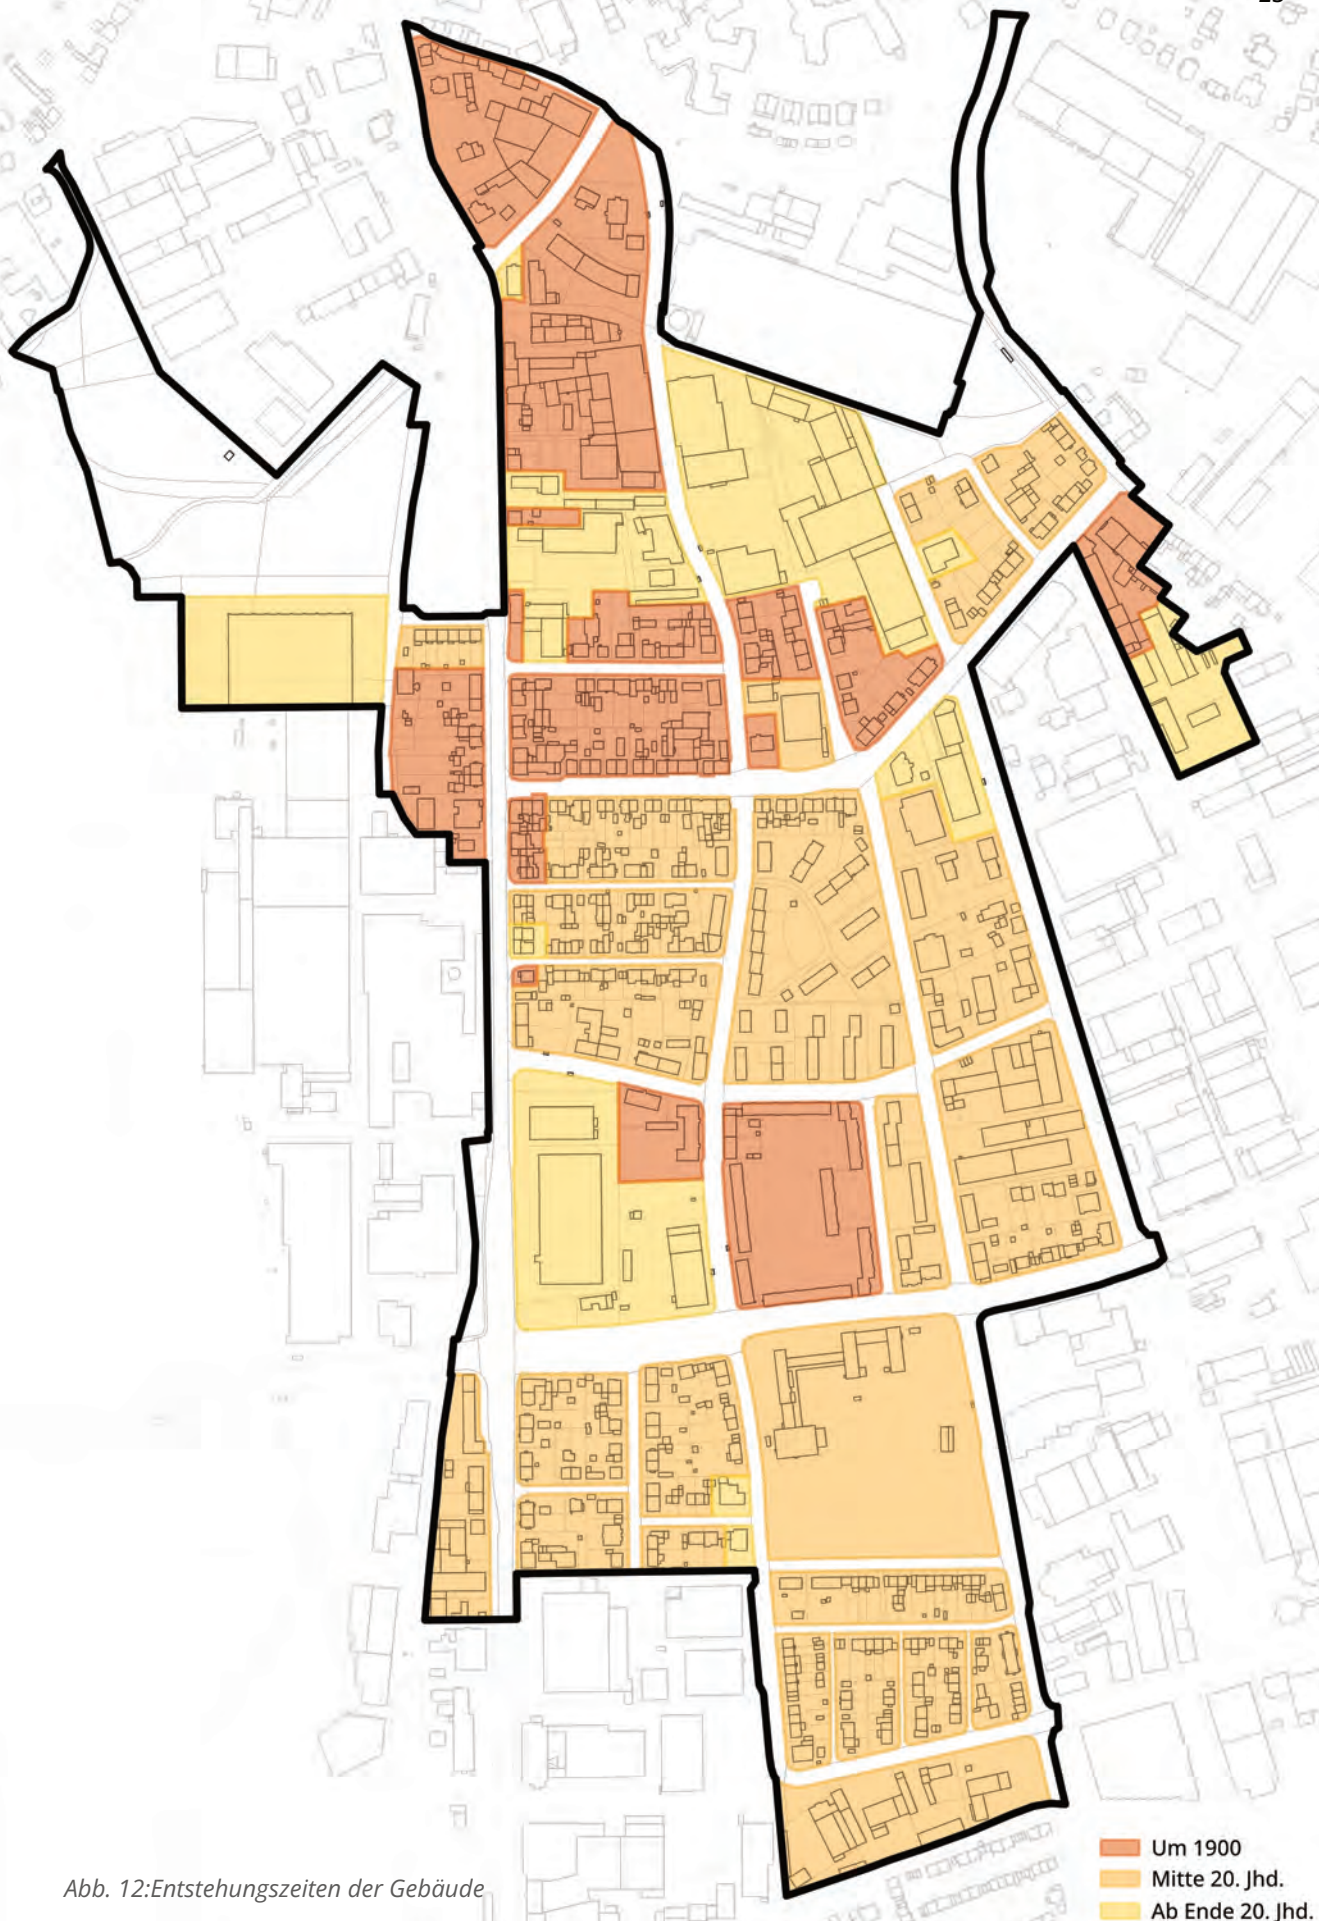 Abb. 12:Entstehungszeiten der Gebäude
Um 1900
Mitte 20. Jhd.
Ab Ende 20. Jhd.